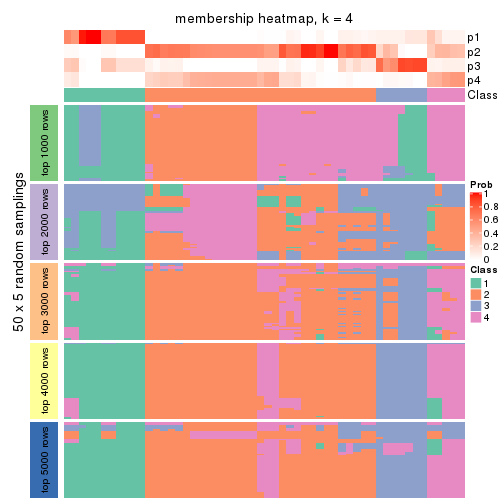 membership heatmap, k = 4
p1
p2
p3
p4
Class
50 x 5 random samplings
top 1000 rows
top 2000 rows
top 3000 rows
top 4000 rows
top 5000 rows
Prob
1
0.8
0.6
0.4
0.2
0
Class
1
2
3
4